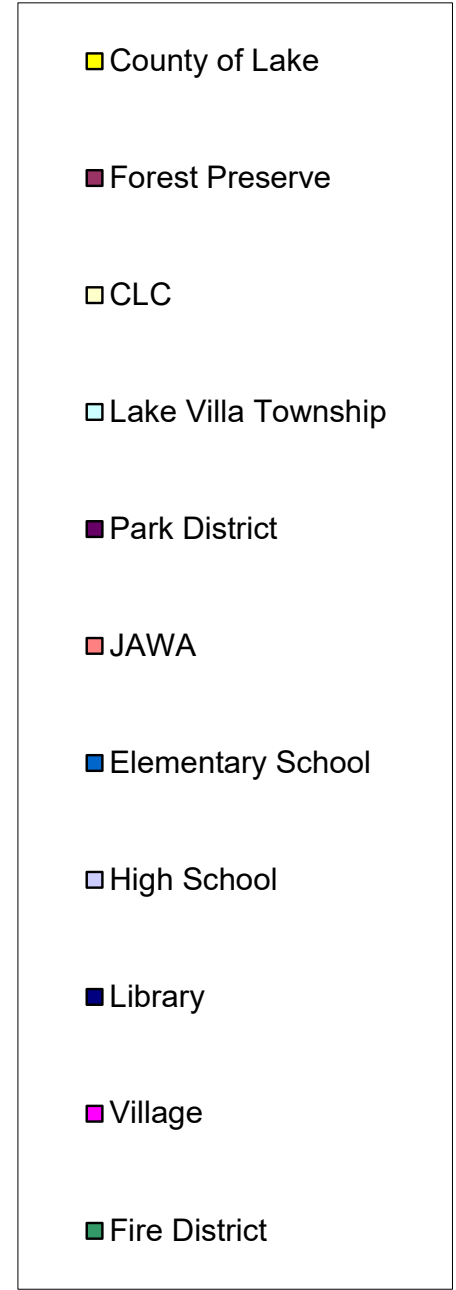 County of Lake
Forest Preserve
CLC
Lake Villa Township
Park District
JAWA
Elementary School
High School
Library
Village
Fire District